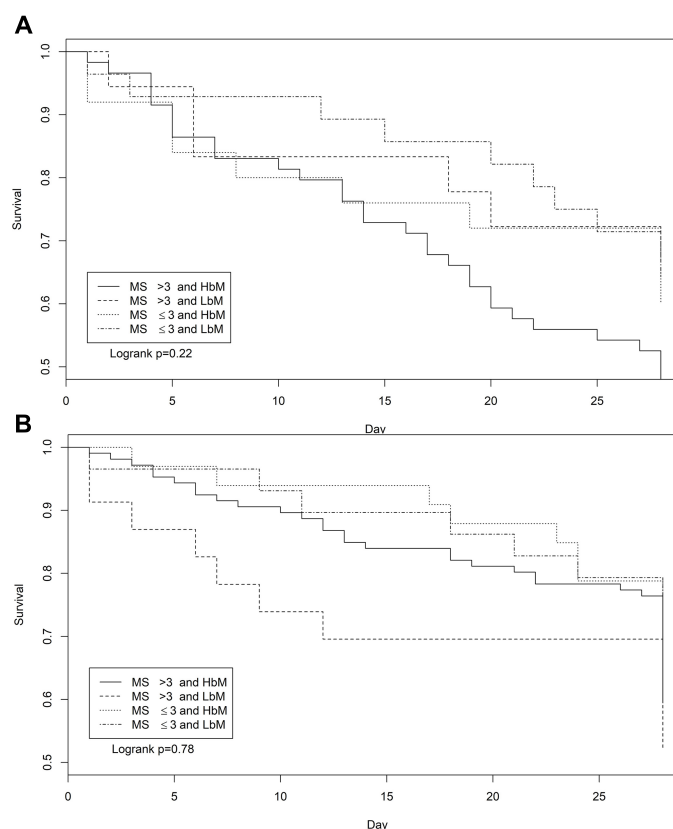 A
1.0
0.9
0.8
0.7
0.6
0.5
Survival
MS >3 and HbM
MS >3 and LbM
MS ≤ 3 and HbM
MS ≤ 3 and LbM
Logrank p=0.22
0 5 10 15 20 25
Day
B
1.0
0.9
0.8
0.7
0.6
0.5
Survival
MS >3 and HbM
MS >3 and LbM
MS ≤ 3 and HbM
MS ≤ 3 and LbM
Logrank p=0.78
0 5 10 15 20 25
Day